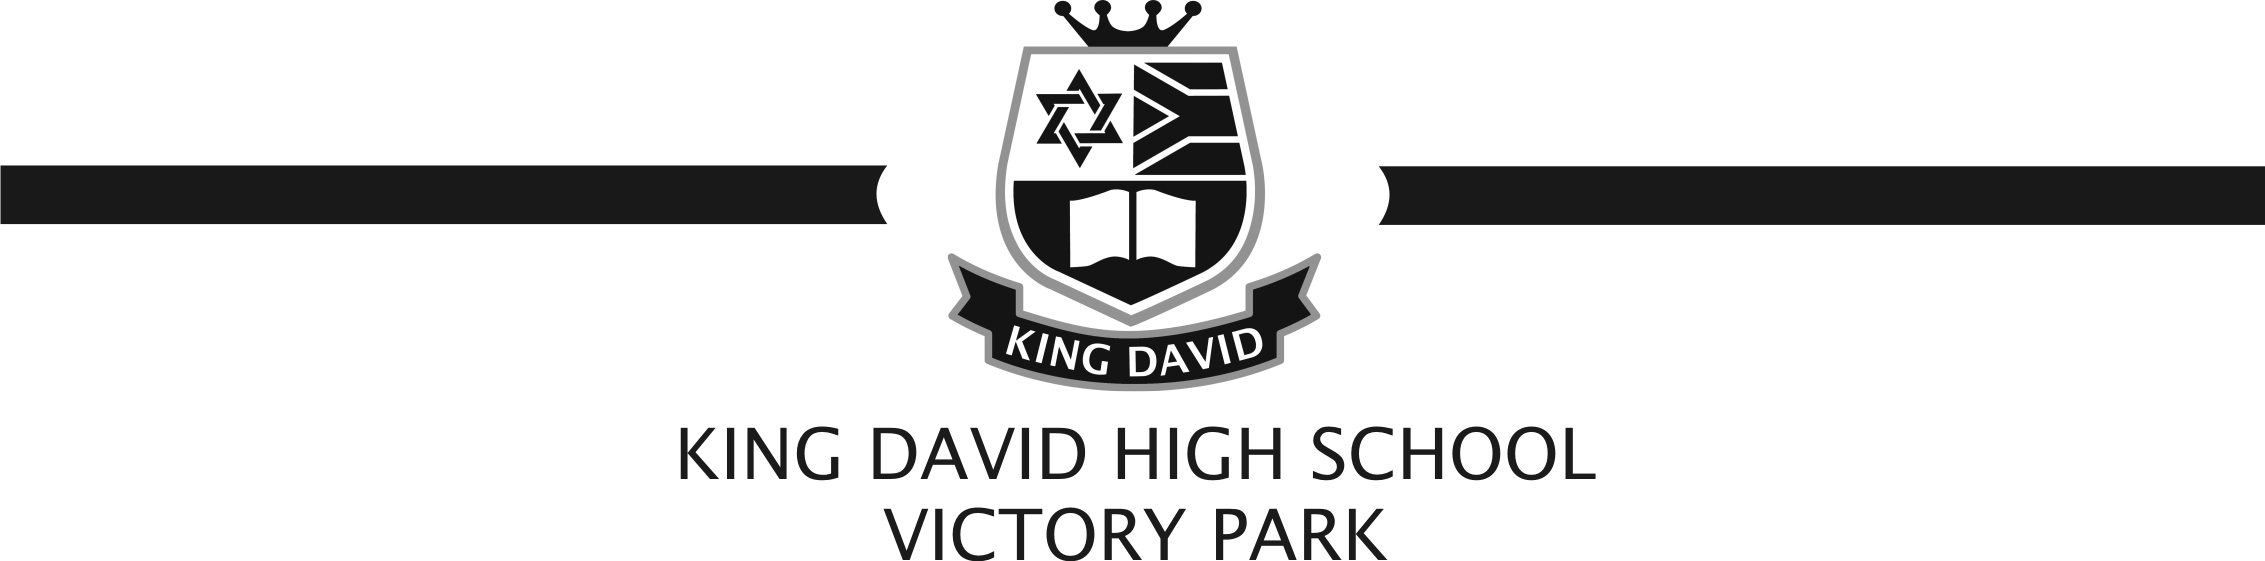 KING DAVID
KING DAVID HIGH SCHOOL
VICTORY PARK